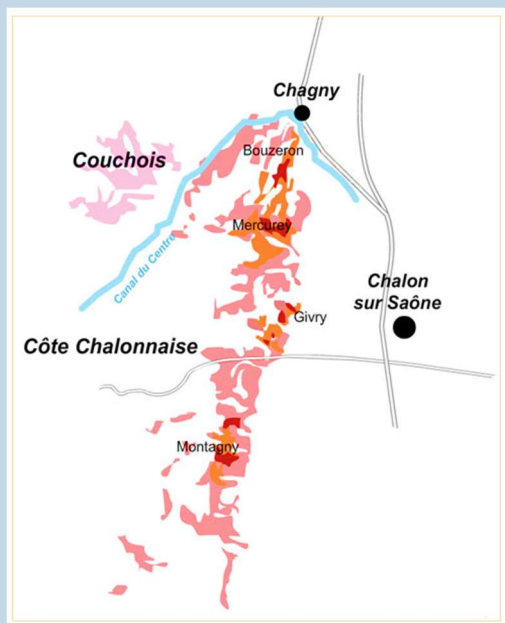 Chagny
Bouzeron
Couchois
Mercurey
Canal du Centre
Chalon
sur Saône
Givry
Côte Chalonnaise
Montagny